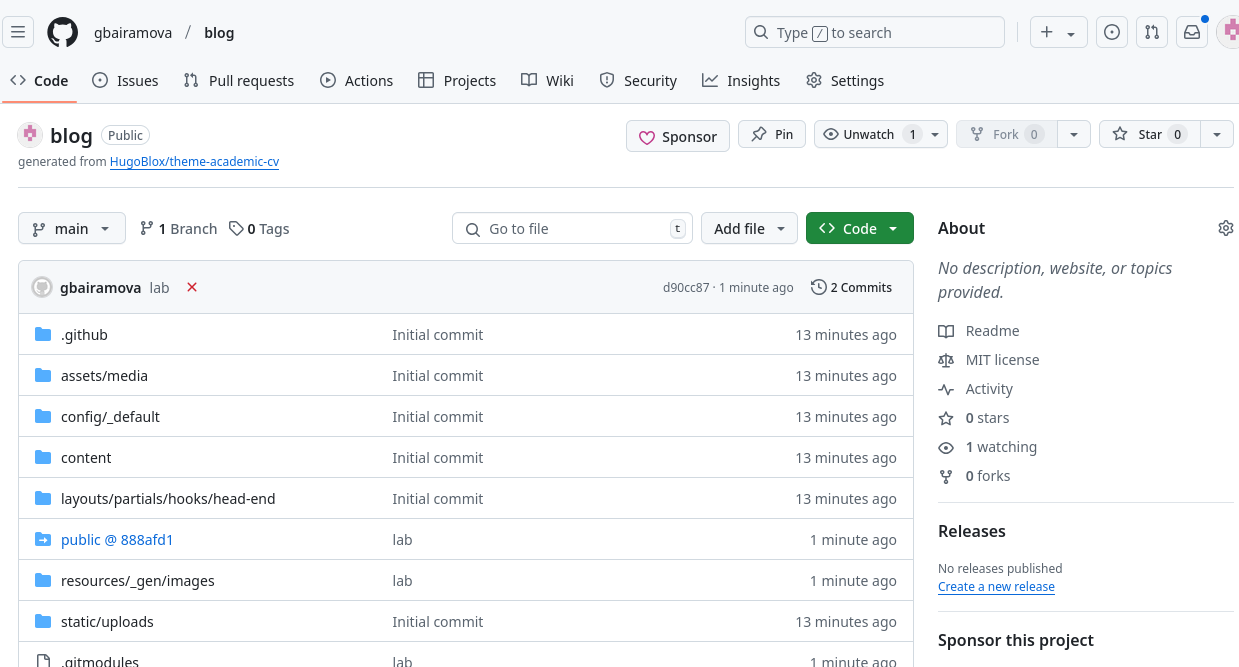 gbairamova / blog
Type / to search
Code Issues Pull requests Actions Projects Wiki Security Insights Settings
blog Public
Sponsor Pin Unwatch 1 Fork 0 Star 0
generated from HugoBlox/theme-academic-cv
main 1 Branch 0 Tags Go to file t Add file Code
gbairamova lab d90cc87 · 1 minute ago 2 Commits
.github Initial commit 13 minutes ago
assets/media Initial commit 13 minutes ago
config/_default Initial commit 13 minutes ago
content Initial commit 13 minutes ago
layouts/partials/hooks/head-end Initial commit 13 minutes ago
public @ 888afd1 lab 1 minute ago
resources/_gen/images lab 1 minute ago
static/uploads Initial commit 13 minutes ago
.gitmodules lab 1 minute ago
About
No description, website, or topics
provided.
Readme
MIT license
Activity
0 stars
1 watching
0 forks
Releases
No releases published
Create a new release
Sponsor this project